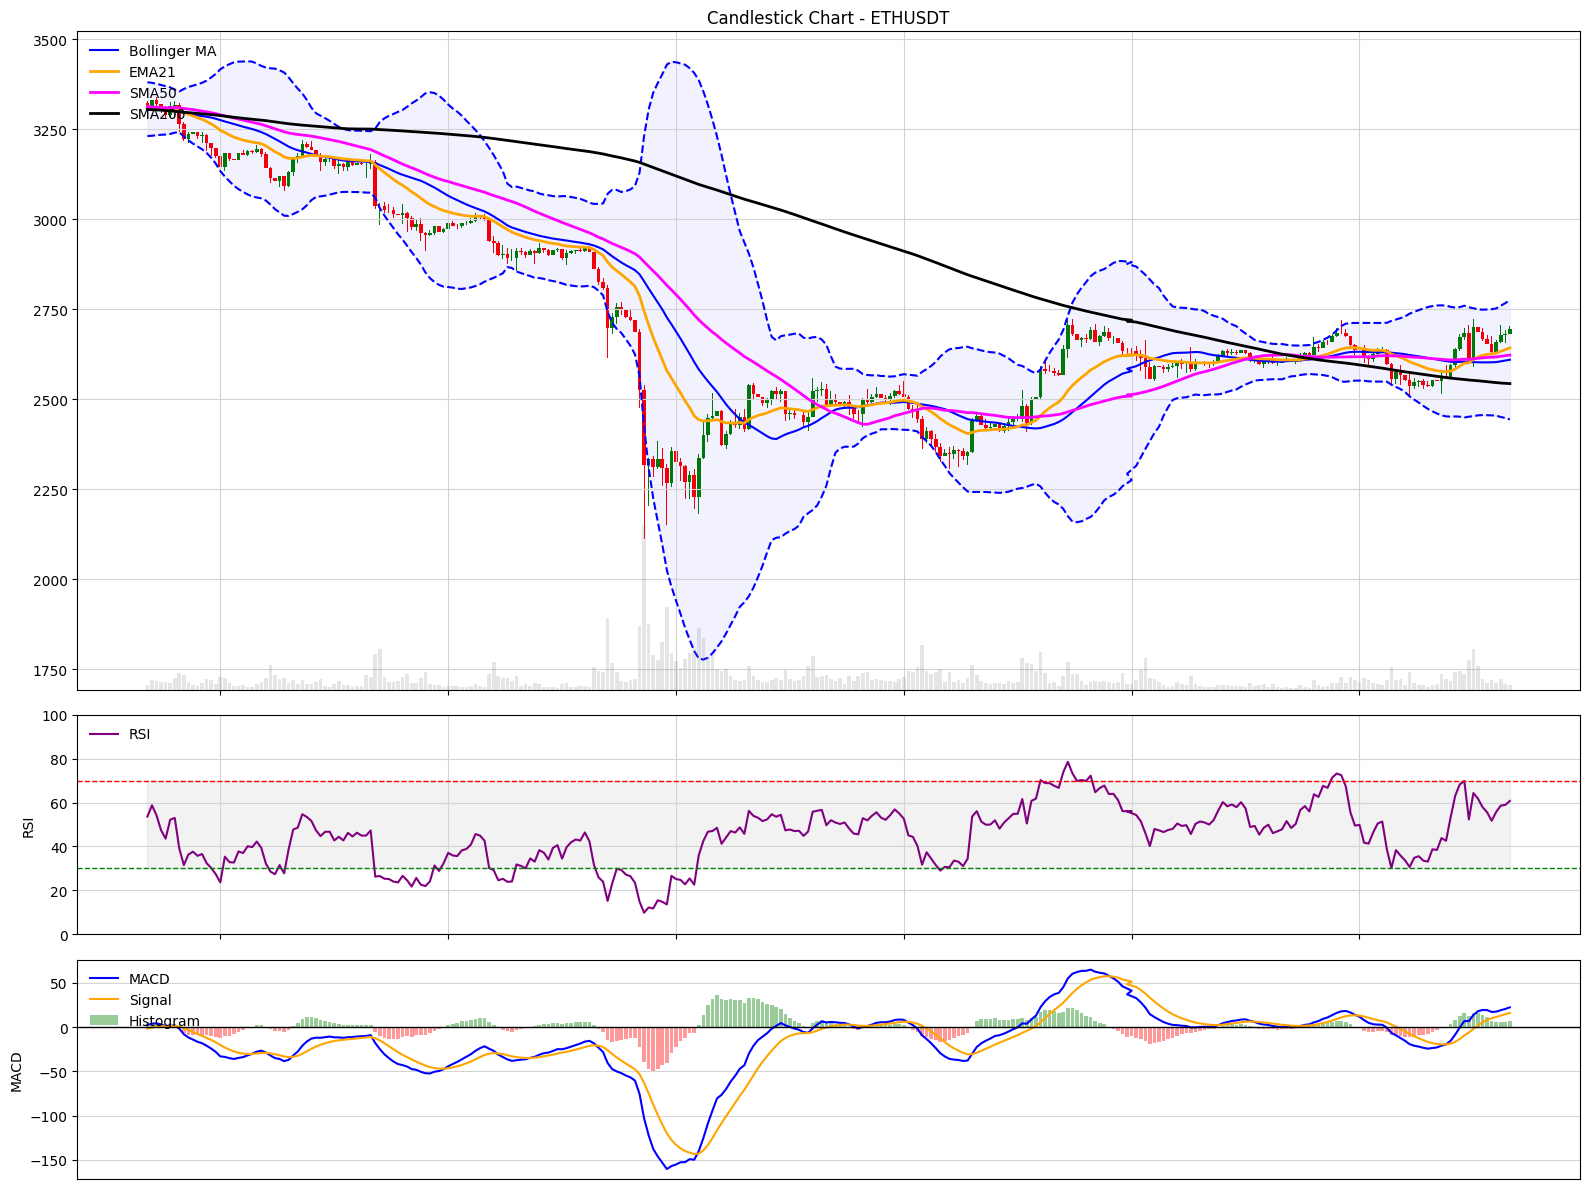 Candlestick Chart - ETHUSDT
3500
3250
3000
2750
2500
2250
2000
1750
Bollinger MA
EMA21
SMA50
SMA200
100
80
60
40
20
0
RSI
RSI
50
0
−50
−100
−150
MACD
MACD
Signal
Histogram